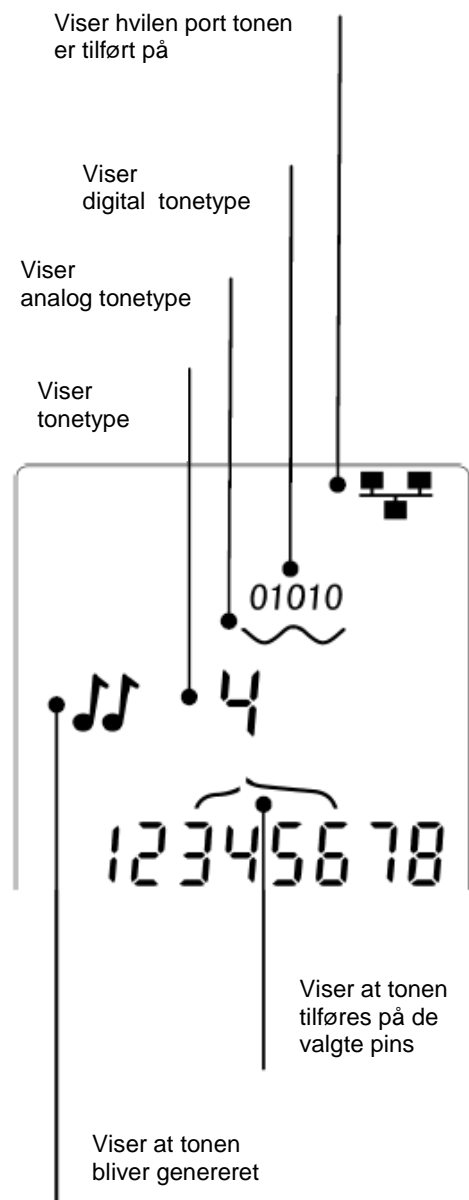 Viser hvilen port tonen
er tilført på
Viser
digital tonetype
Viser
analog tonetype
Viser
tonetype
01010
4
12345678
Viser at tonen
tilføres på de
valgte pins
Viser at tonen
bliver genereret